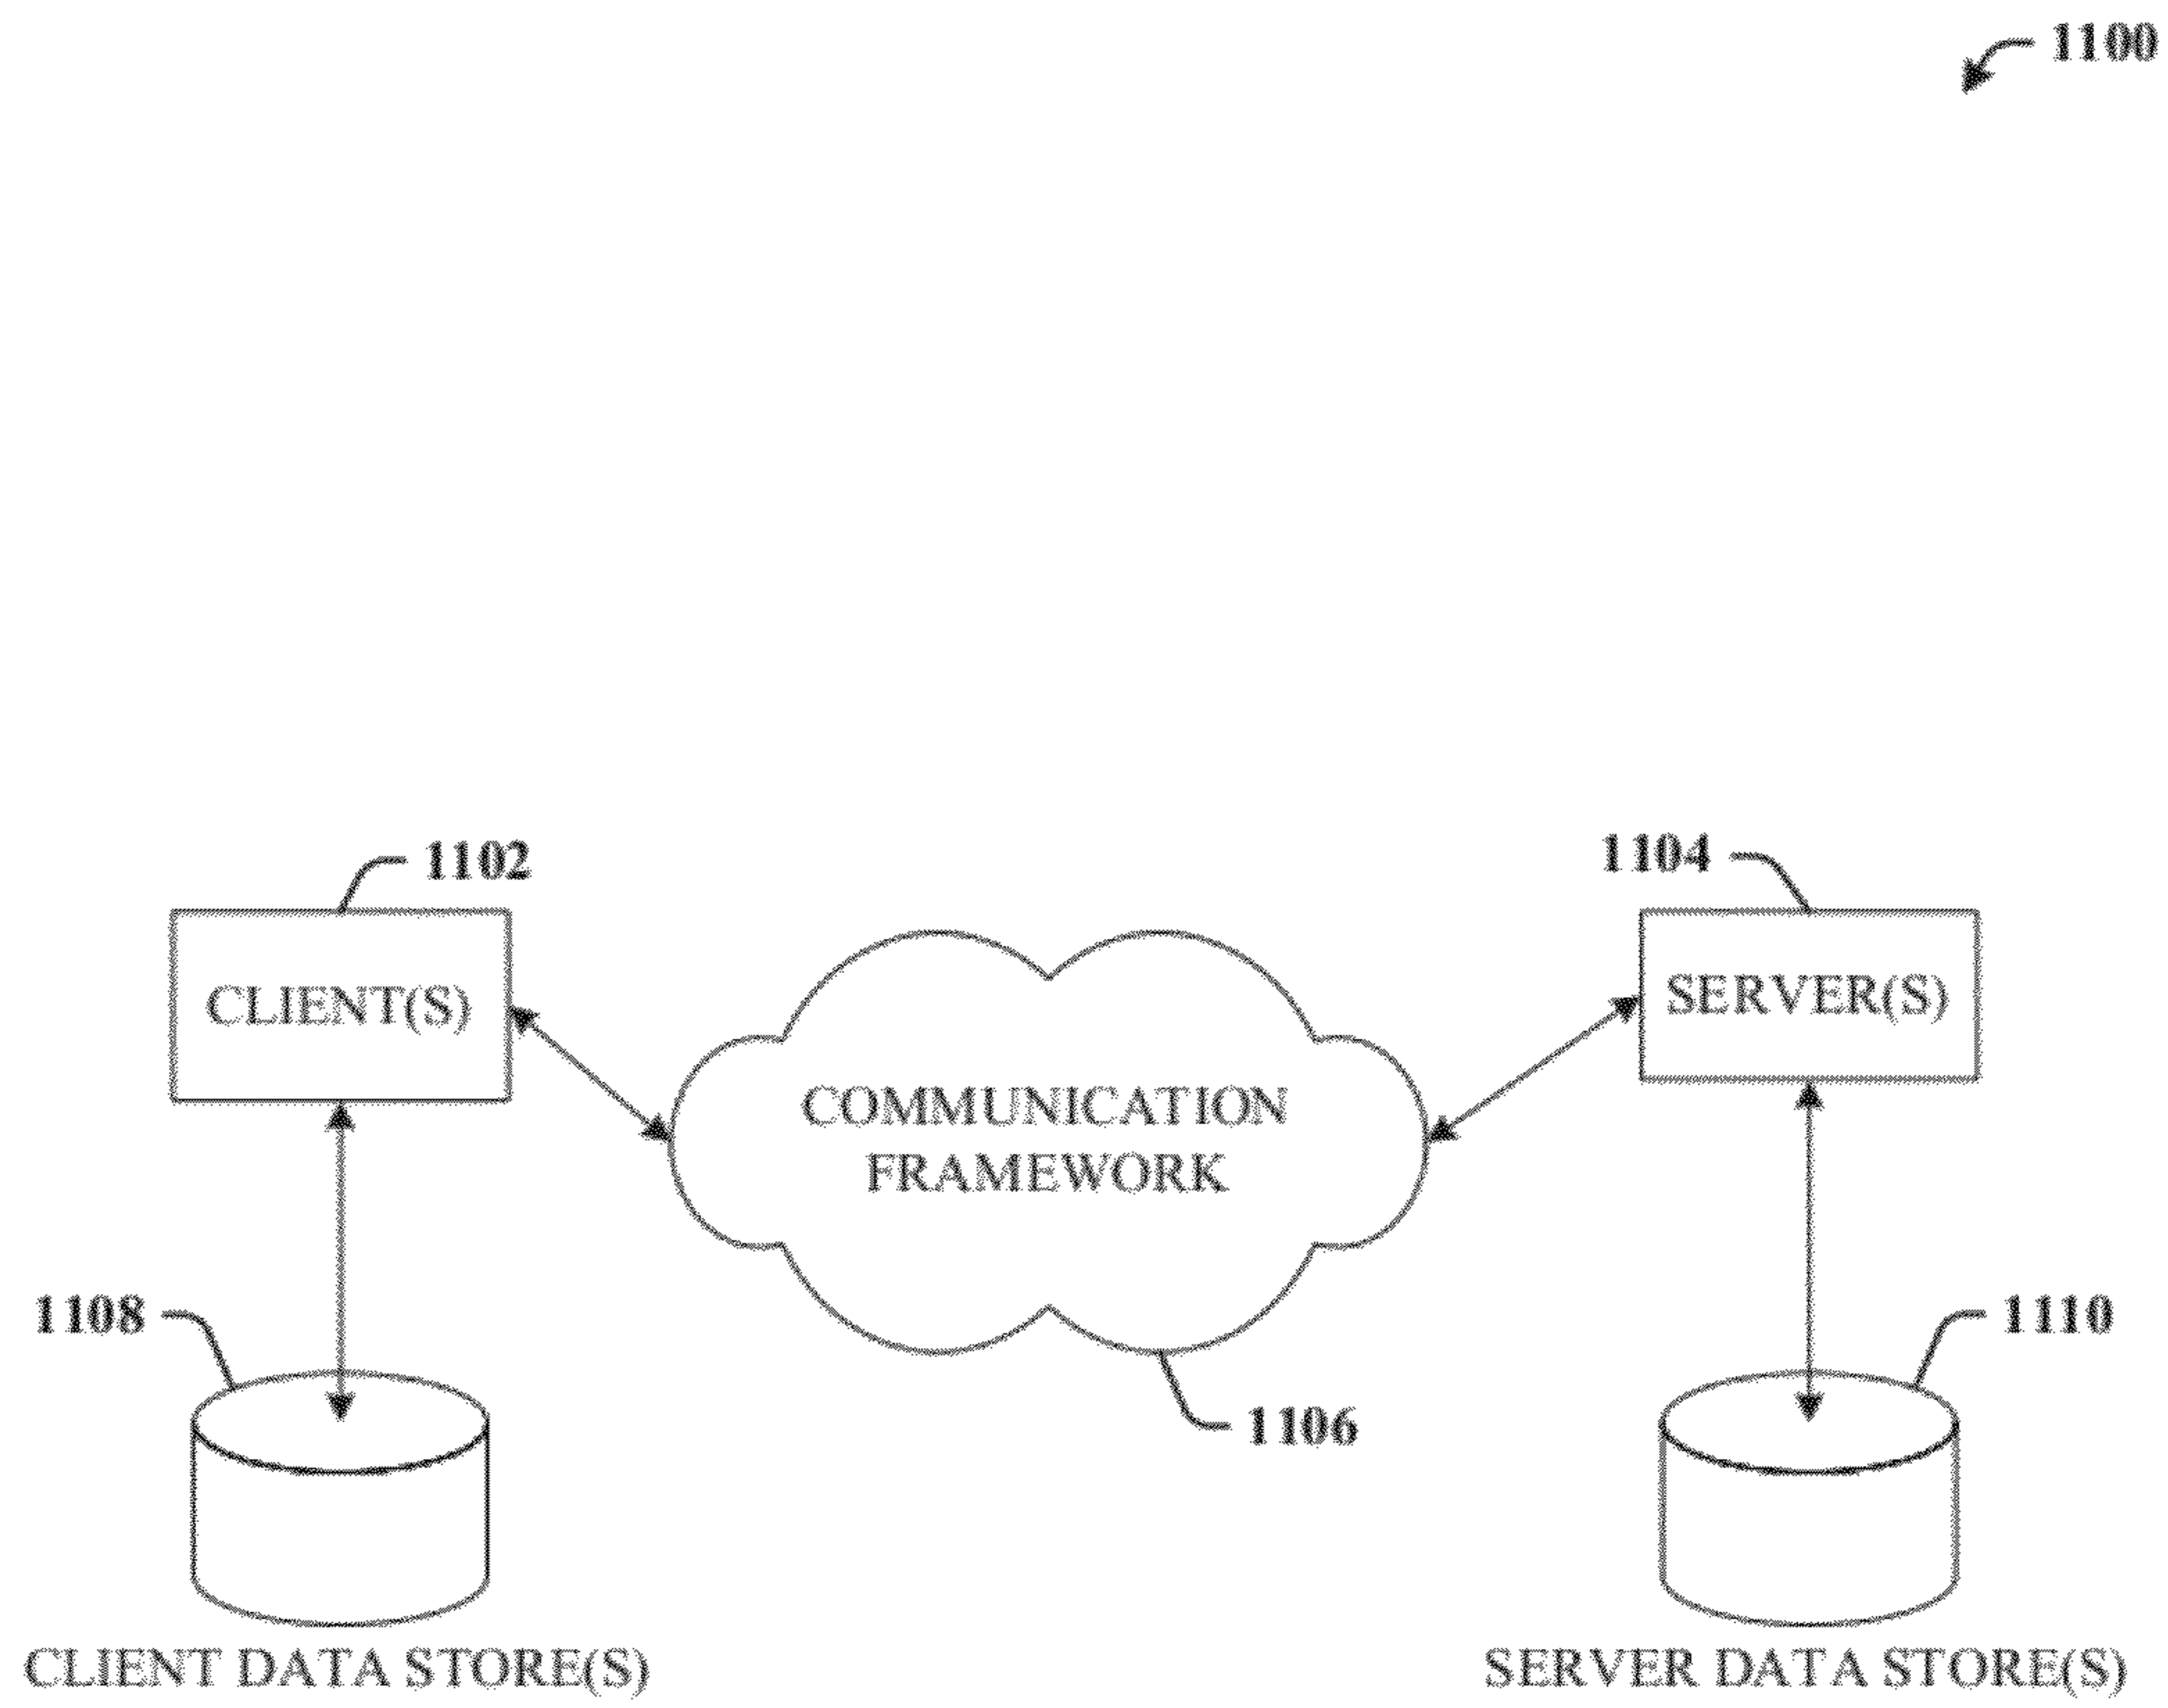 1100
1102
1104
CLIENT(S)
SERVER(S)
COMMUNICATION
FRAMEWORK
1108
1110
1106
CLIENT DATA STORE(S)
SERVER DATA STORE(S)